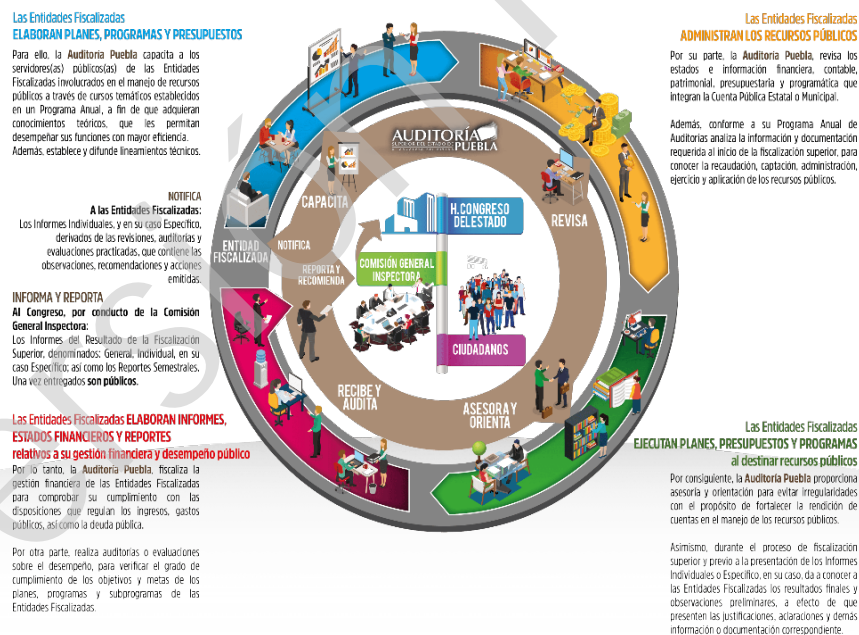 Las Entidades Fiscalizadas
ELABORAN PLANES, PROGRAMAS Y PRESUPUESTOS
Para ello, la Auditoría Puebla capacita a los
servidores(as) públicos(as) de las Entidades
Fiscalizadas involucrados en el manejo de recursos
públicos a través de cursos temáticos establecidos
en un Programa Anual, a fin de que adquieran
conocimientos teóricos, que les permitan
desempeñar sus funciones con mayor eficiencia.
Además, establece y difunde lineamientos técnicos.
NOTIFICA
A las Entidades Fiscalizadas:
Los Informes Individuales, y en su caso Específico,
derivados de las revisiones, auditorías y
evaluaciones practicadas, que contiene las
observaciones, recomendaciones y acciones
emitidas.
INFORMA Y REPORTA
Al Congreso, por conducto de la Comisión
General Inspectora:
Los Informes del Resultado de la Fiscalización
Superior, denominados: General, Individual, en su
caso Específico; así como los Reportes Semestrales.
Una vez entregados son públicos.
Las Entidades Fiscalizadas ELABORAN INFORMES,
ESTADOS FINANCIEROS Y REPORTES
relativos a su gestión financiera y desempeño público
Por lo tanto, la Auditoría Puebla, fiscaliza la
gestión financiera de las Entidades Fiscalizadas
para comprobar su cumplimiento con las
disposiciones que regulan los ingresos, gastos
públicos, así como la deuda pública.
Por otra parte, realiza auditorías o evaluaciones
sobre el desempeño, para verificar el grado de
cumplimiento de los objetivos y metas de los
planes, programas y subprogramas de las
Entidades Fiscalizadas.
AUDITORÍA
SUPERIOR DEL ESTADO DE
PUEBLA
CAPACITA
REVISA
ENTIDAD
FISCALIZADA
NOTIFICA
REPORTA Y
RECOMIENDA
H. CONGRESO
DEL ESTADO
COMISIÓN GENERAL
INSPECTORA
CIUDADANOS
RECIBE Y
AUDITA
ASESORA Y
ORIENTA
Las Entidades Fiscalizadas
ADMINISTRAN LOS RECURSOS PÚBLICOS
Por su parte, la Auditoría Puebla, revisa los
estados e información financiera, contable,
patrimonial, presupuestaria y programática que
integran la Cuenta Pública Estatal o Municipal.
Además, conforme a su Programa Anual de
Auditorías analiza la información y documentación
requerida al inicio de la fiscalización superior, para
conocer la recaudación, captación, administración,
ejercicio y aplicación de los recursos públicos.
Las Entidades Fiscalizadas
EJECUTAN PLANES, PRESUPUESTOS Y PROGRAMAS
al destinar recursos públicos
Por consiguiente, la Auditoría Puebla proporciona
asesoría y orientación para evitar irregularidades
con el propósito de fortalecer la rendición de
cuentas en el manejo de los recursos públicos.
Asimismo, durante el proceso de fiscalización
superior y previo a la presentación de los Informes
Individuales o Específico, en su caso, da a conocer a
las Entidades Fiscalizadas los resultados finales y
observaciones preliminares, a efecto de que
presenten las justificaciones, aclaraciones y demás
información o documentación correspondiente.